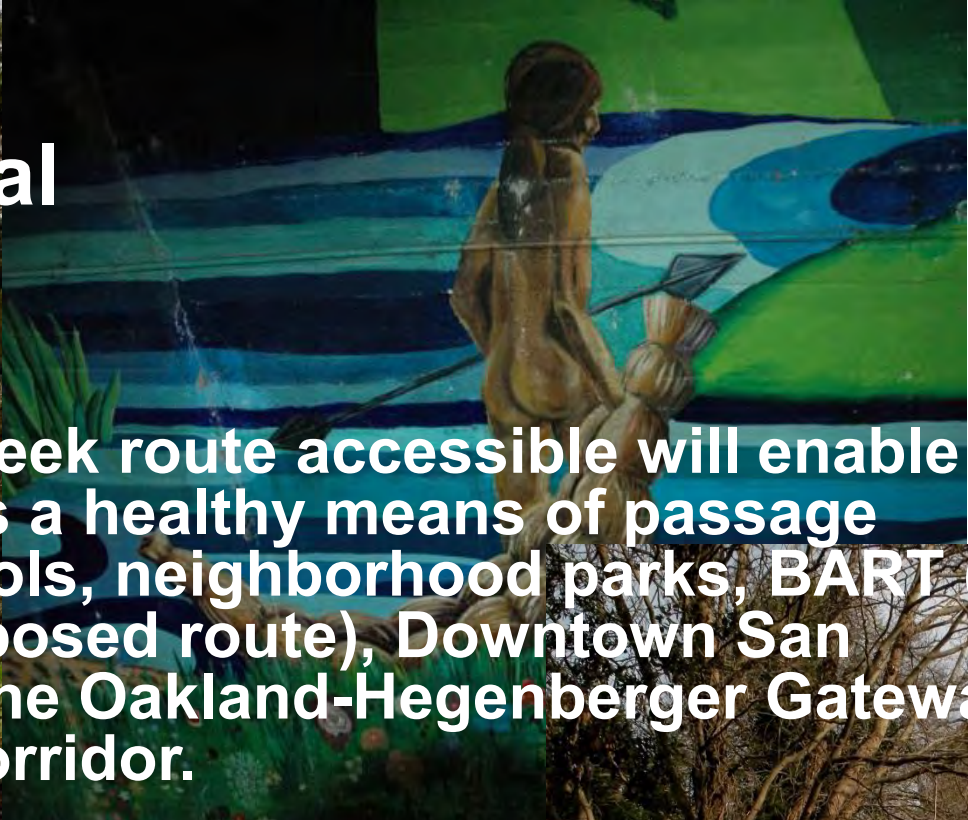 al
eek route accessible will enable
s a healthy means of passage
ols, neighborhood parks, BART (
posed route), Downtown San
he Oakland-Hegenberger Gatewa
orridor.